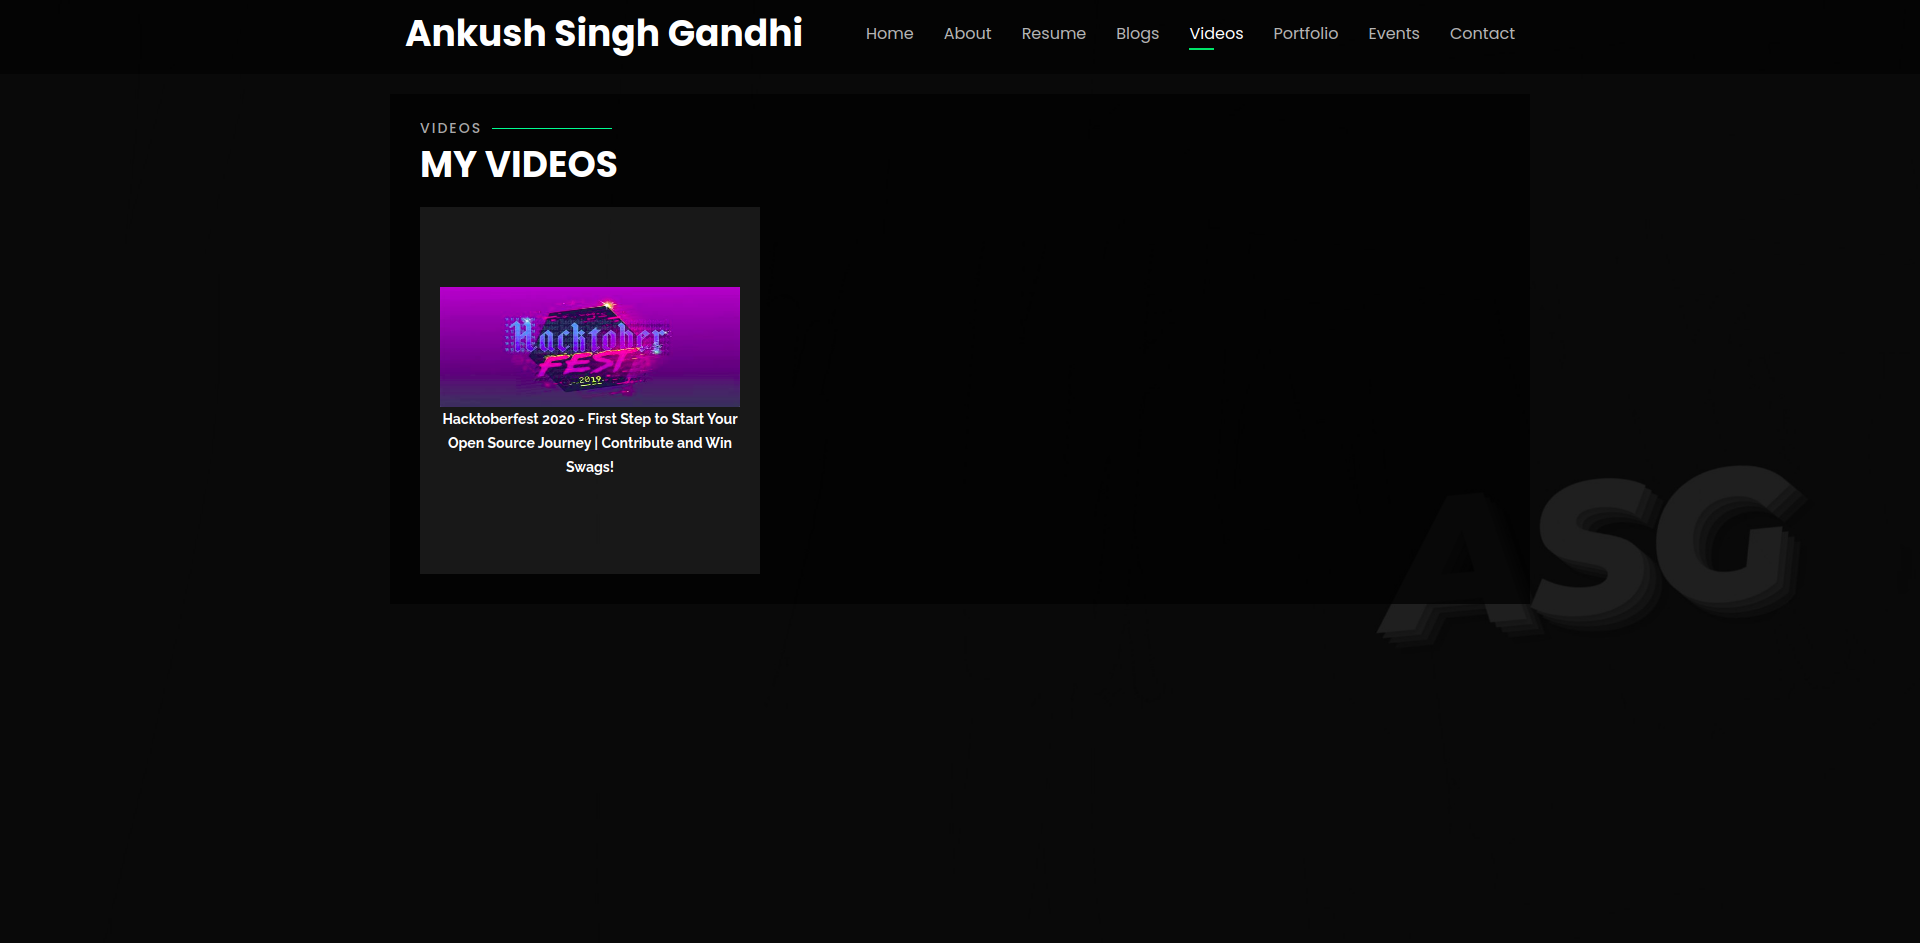 Ankush Singh Gandhi
Home About Resume Blogs Videos Portfolio Events Contact
VIDEOS
MY VIDEOS
Hacktober
FEST
2019
Hacktoberfest 2020 - First Step to Start Your
Open Source Journey | Contribute and Win
Swags!
ASG